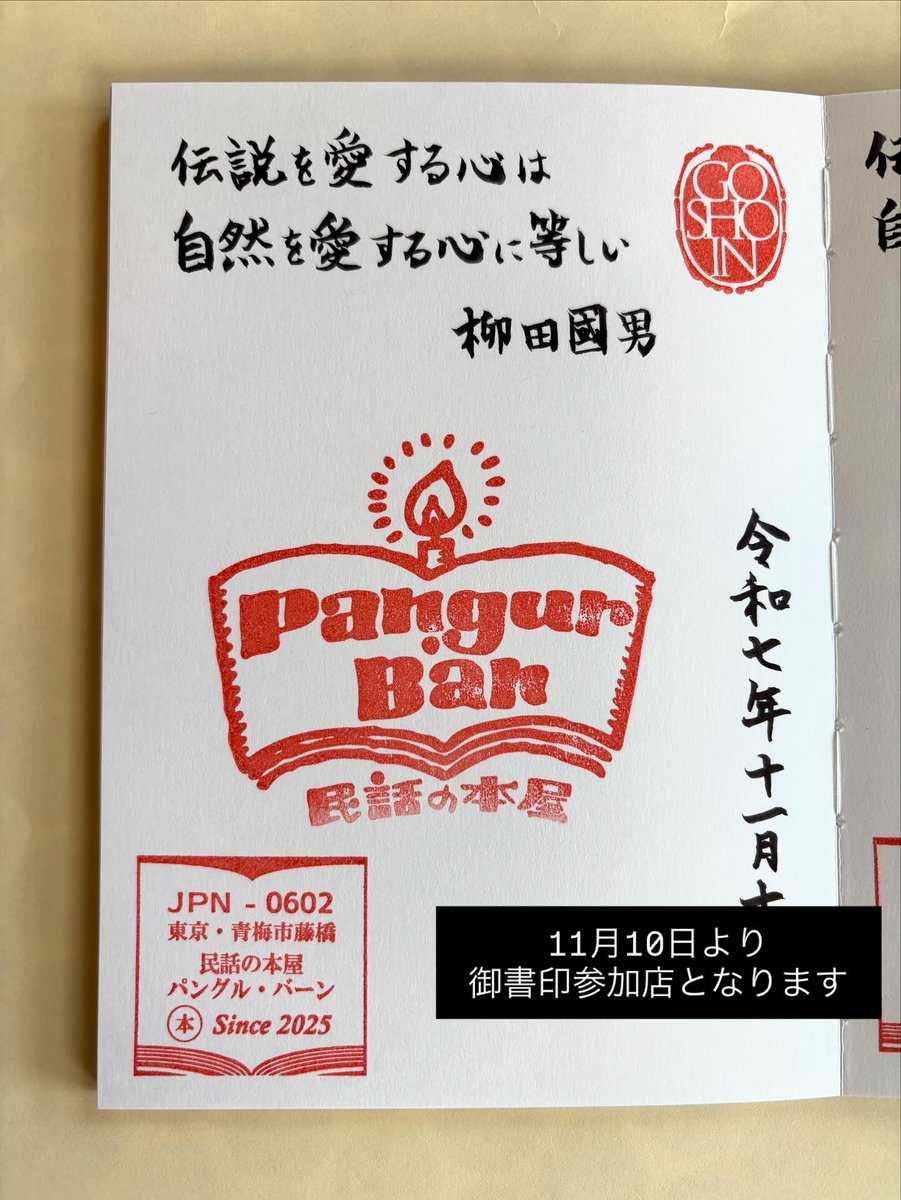 伝説を愛する心は
自然を愛する心に等しい
柳田國男
GO
SHO
IN
Pangur
Ban
民話の本屋
令和七年十一月十
JPN - 0602
東京・青梅市藤橋
民話の本屋
パングル・バーン
本 Since 2025
11月10日より
御書印参加店となります
伝
自